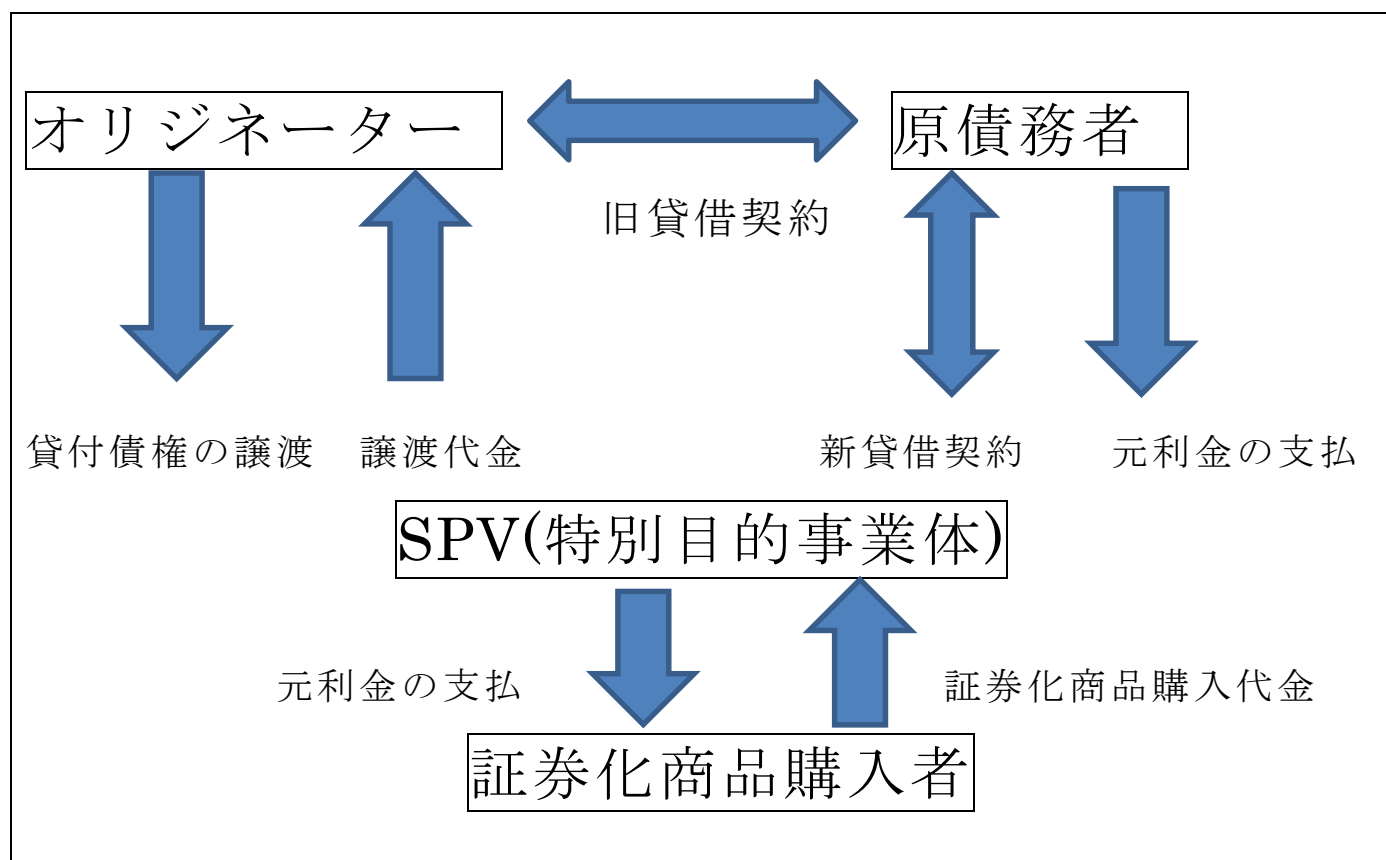 オリジネーター
原債務者
旧貸借契約
貸付債権の譲渡
譲渡代金
新貸借契約
元利金の支払
SPV(特別目的事業体)
元利金の支払
証券化商品購入代金
証券化商品購入者